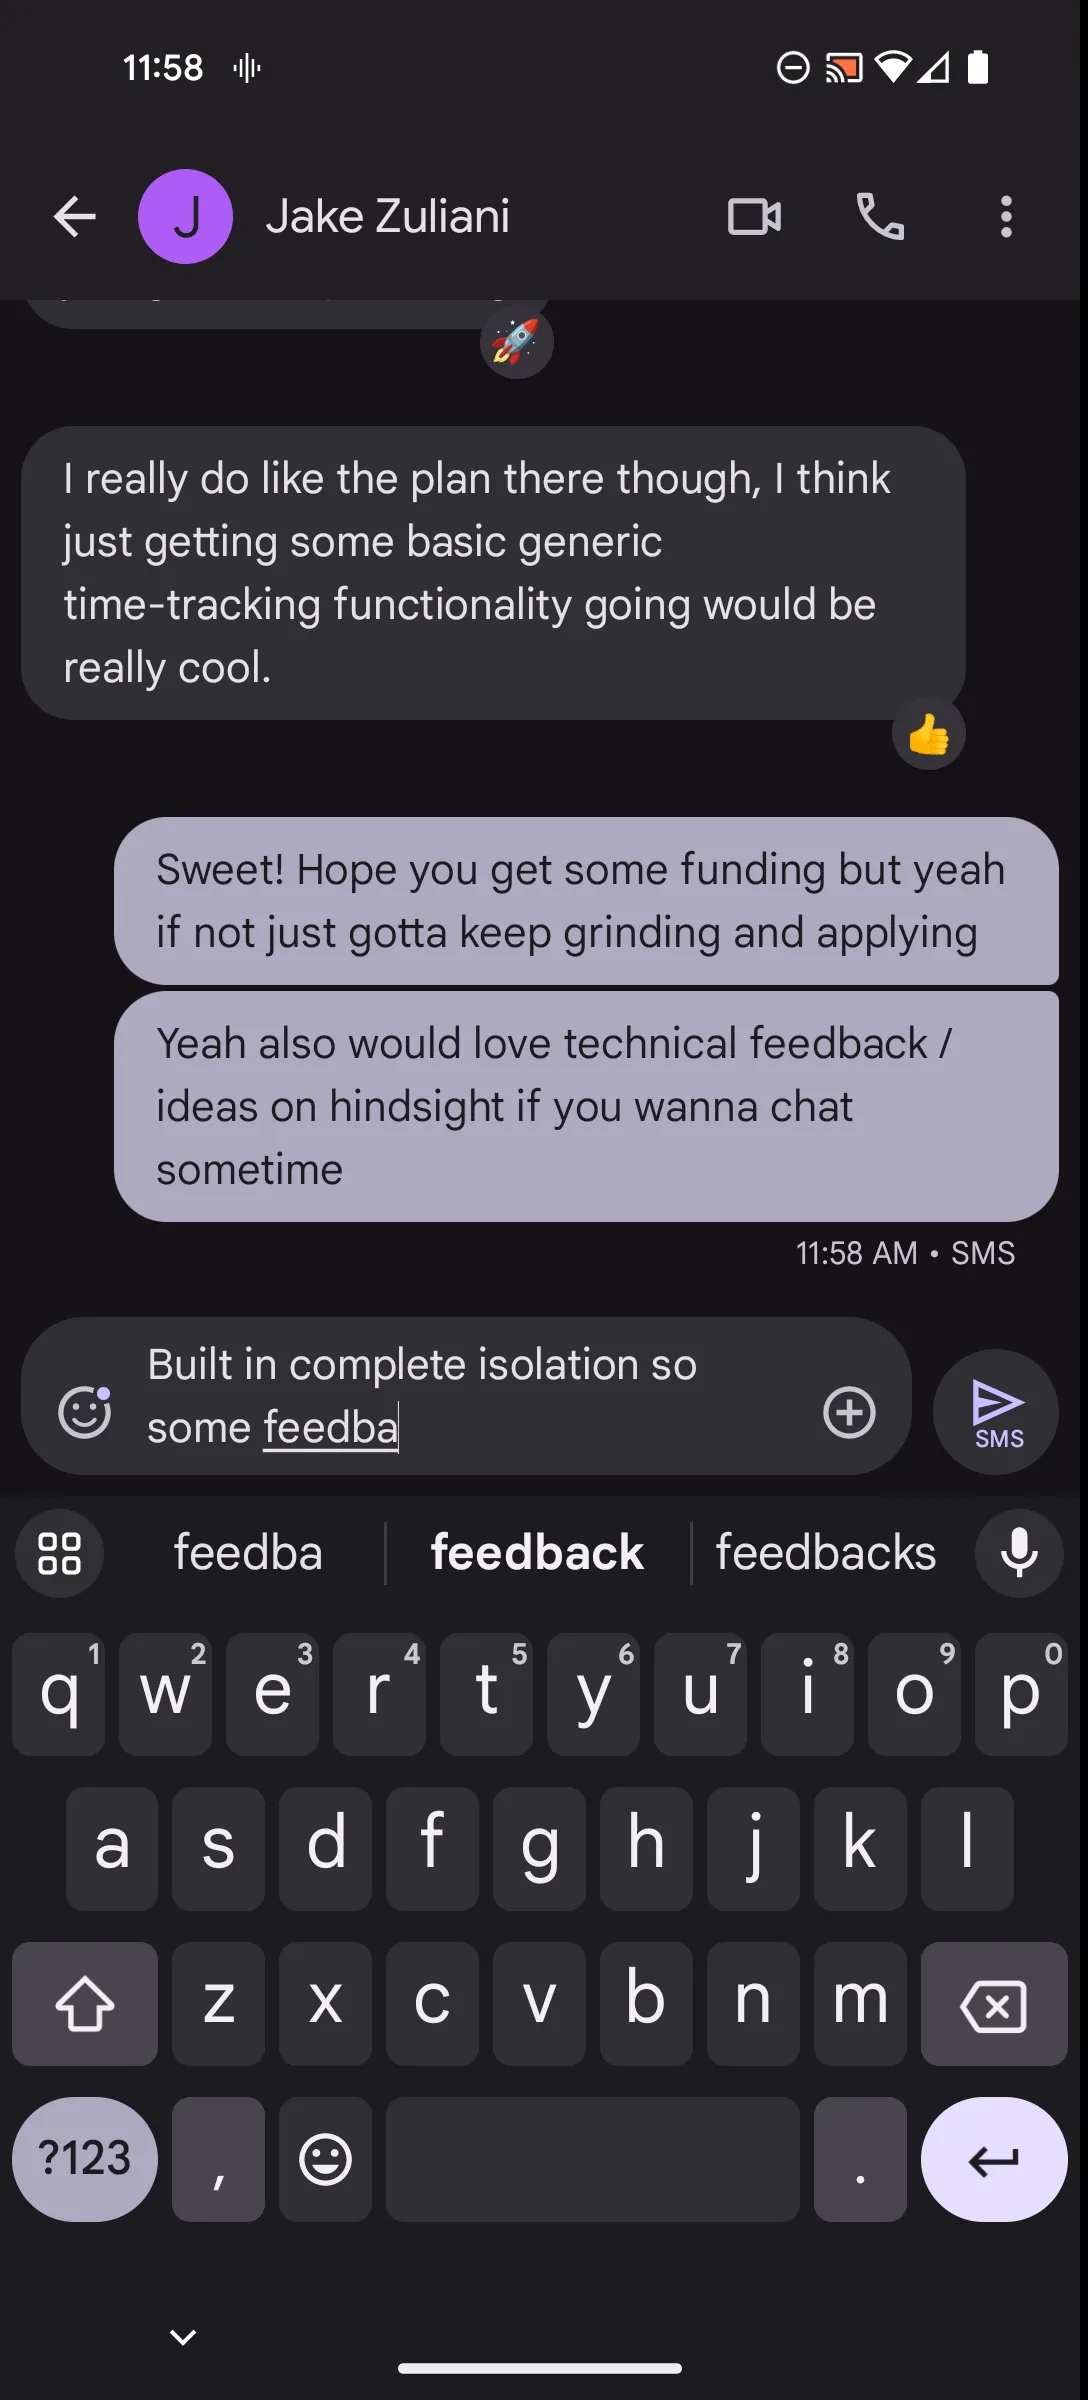 11:58
J
Jake Zuliani
I really do like the plan there though, I think
just getting some basic generic
time-tracking functionality going would be
really cool.
Sweet! Hope you get some funding but yeah
if not just gotta keep grinding and applying
Yeah also would love technical feedback /
ideas on hindsight if you wanna chat
sometime
11:58 AM • SMS
Built in complete isolation so
some feedba
SMS
feedba feedback feedbacks
1 2 3 4 5 6 7 8 9 0
q w e r t y u i o p
a s d f g h j k l
z x c v b n m
?123 , .